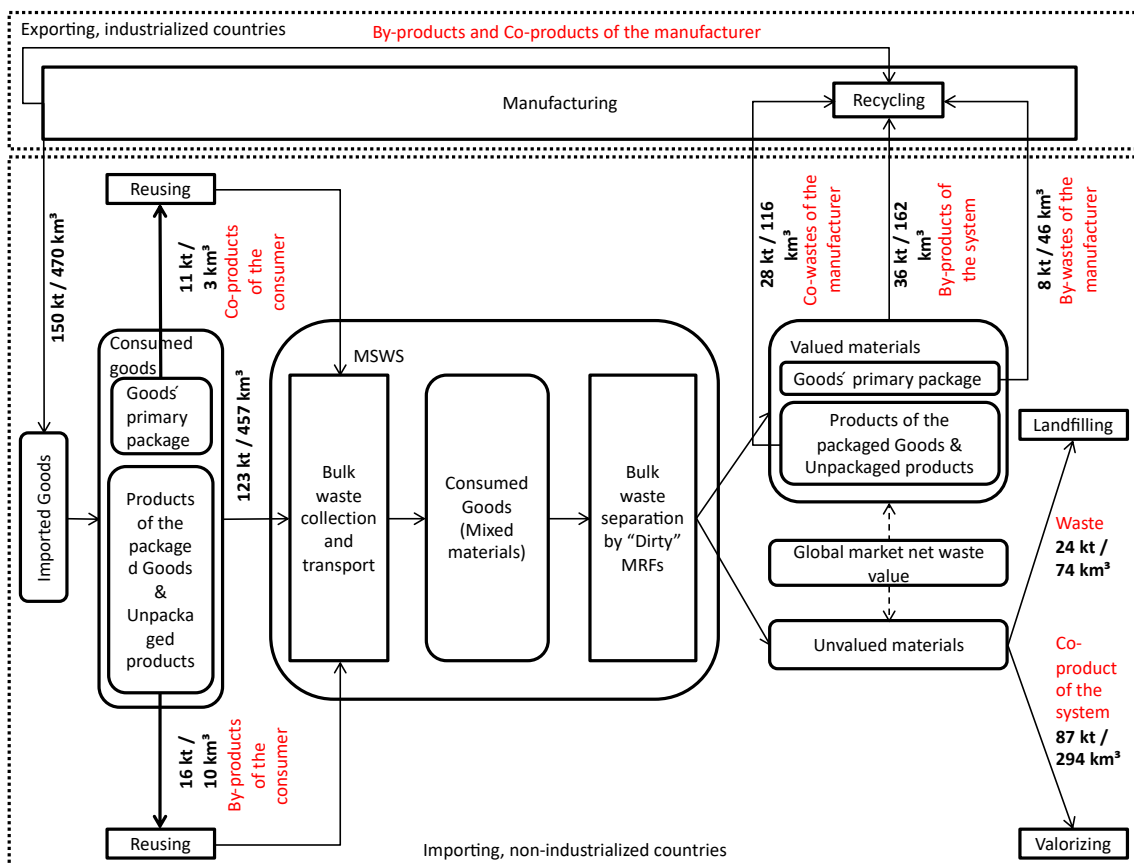 Exporting, industrialized countries
By-products and Co-products of the manufacturer
Manufacturing
Recycling
Reusing
150 kt / 470 km³
11 kt /
3 km³
Co-products
of the
consumer
28 kt / 116
km³
Co-wastes of the
manufacturer
36 kt / 162
km³
By-products of
the system
8 kt / 46 km³
By-wastes of the
manufacturer
Consumed
goods
Goods´
primary
package
Products
of the
package
d Goods
&
Unpacka
ged
products
Imported Goods
123 kt / 457 km³
MSWS
Bulk
waste
collection
and
transport
Consumed
Goods
(Mixed
materials)
Bulk
waste
separation
by “Dirty”
MRFs
Valued materials
Goods´ primary package
Products of the
packaged Goods &
Unpackaged products
Global market net waste
value
Unvalued materials
Landfilling
Waste
24 kt /
74 km³
Co-
product
of the
system
87 kt /
294 km³
Valorizing
16 kt /
10 km³
By-products
of the
consumer
Reusing
Importing, non-industrialized countries